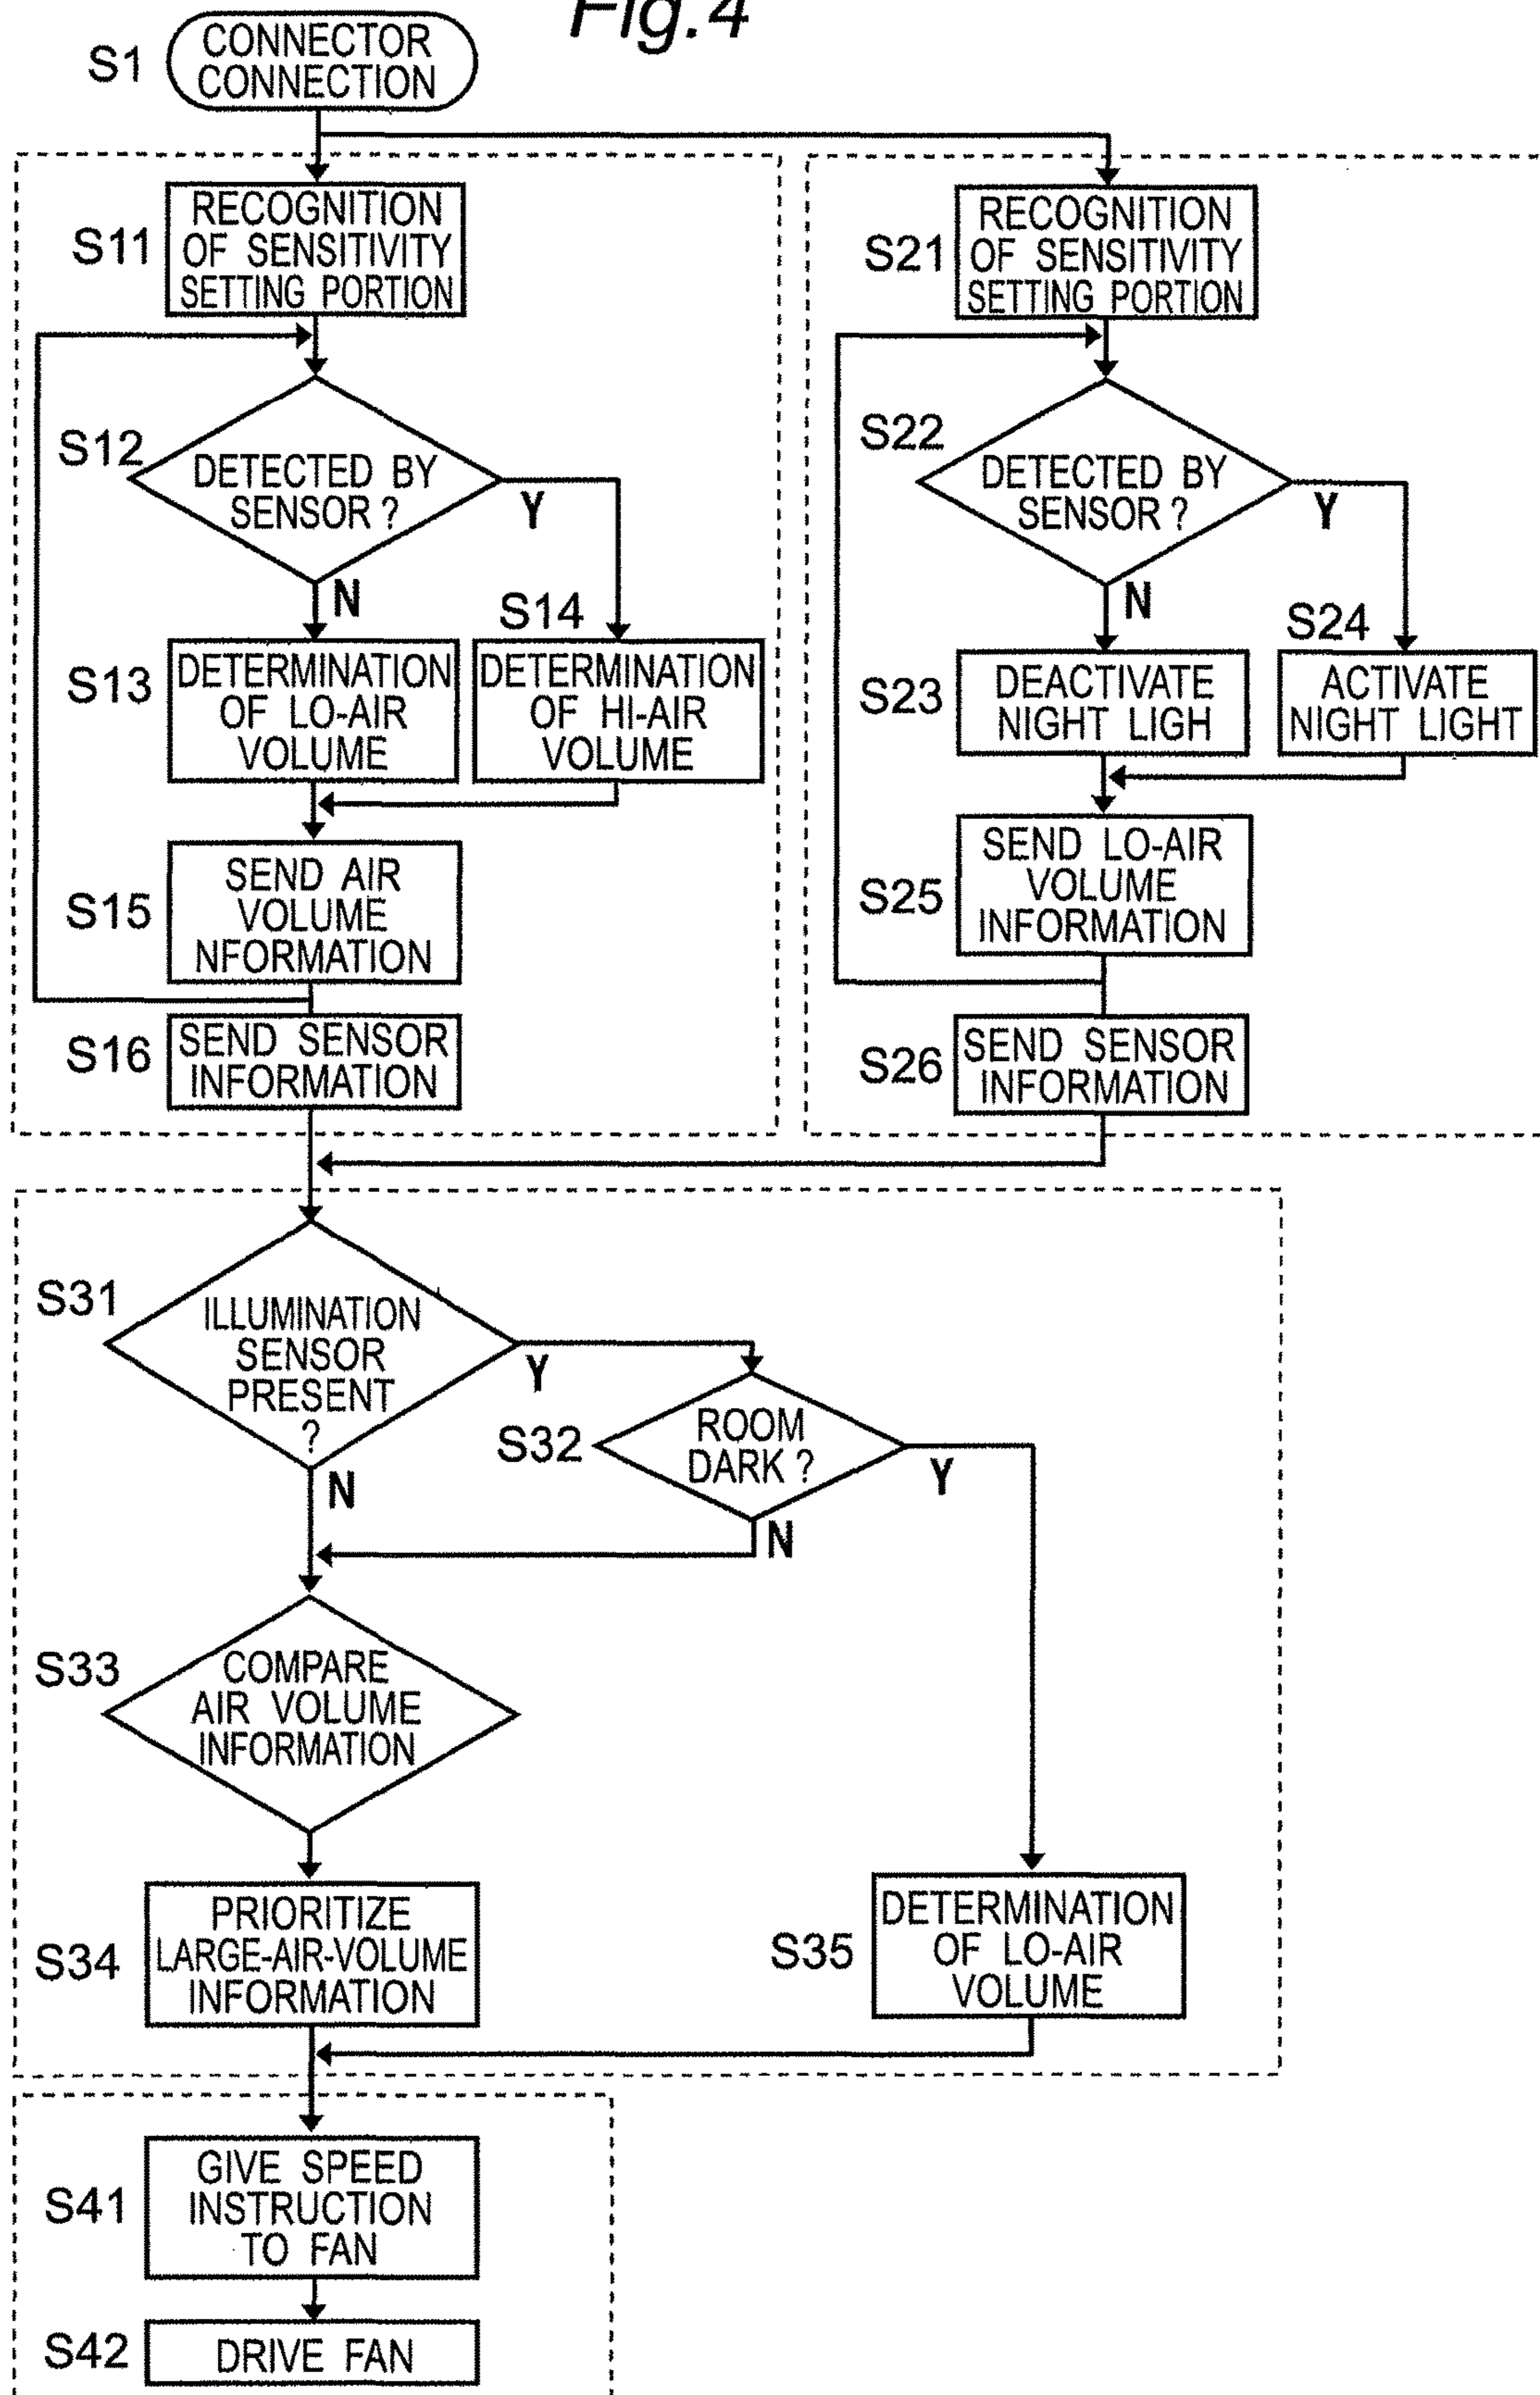 Fig.4
S1
CONNECTOR
CONNECTION
S11
RECOGNITION
OF SENSITIVITY
SETTING PORTION
S12
DETECTED BY
SENSOR ?
Y
N
S13
DETERMINATION
OF LO-AIR
VOLUME
S14
DETERMINATION
OF HI-AIR
VOLUME
S15
SEND AIR
VOLUME
NFORMATION
S16
SEND SENSOR
INFORMATION
S21
RECOGNITION
OF SENSITIVITY
SETTING PORTION
S22
DETECTED BY
SENSOR ?
Y
N
S23
DEACTIVATE
NIGHT LIGH
S24
ACTIVATE
NIGHT LIGHT
S25
SEND LO-AIR
VOLUME
INFORMATION
S26
SEND SENSOR
INFORMATION
S31
ILLUMINATION
SENSOR
PRESENT
?
Y
N
S32
ROOM
DARK ?
Y
N
S33
COMPARE
AIR VOLUME
INFORMATION
S34
PRIORITIZE
LARGE-AIR-VOLUME
INFORMATION
S35
DETERMINATION
OF LO-AIR
VOLUME
S41
GIVE SPEED
INSTRUCTION
TO FAN
S42
DRIVE FAN